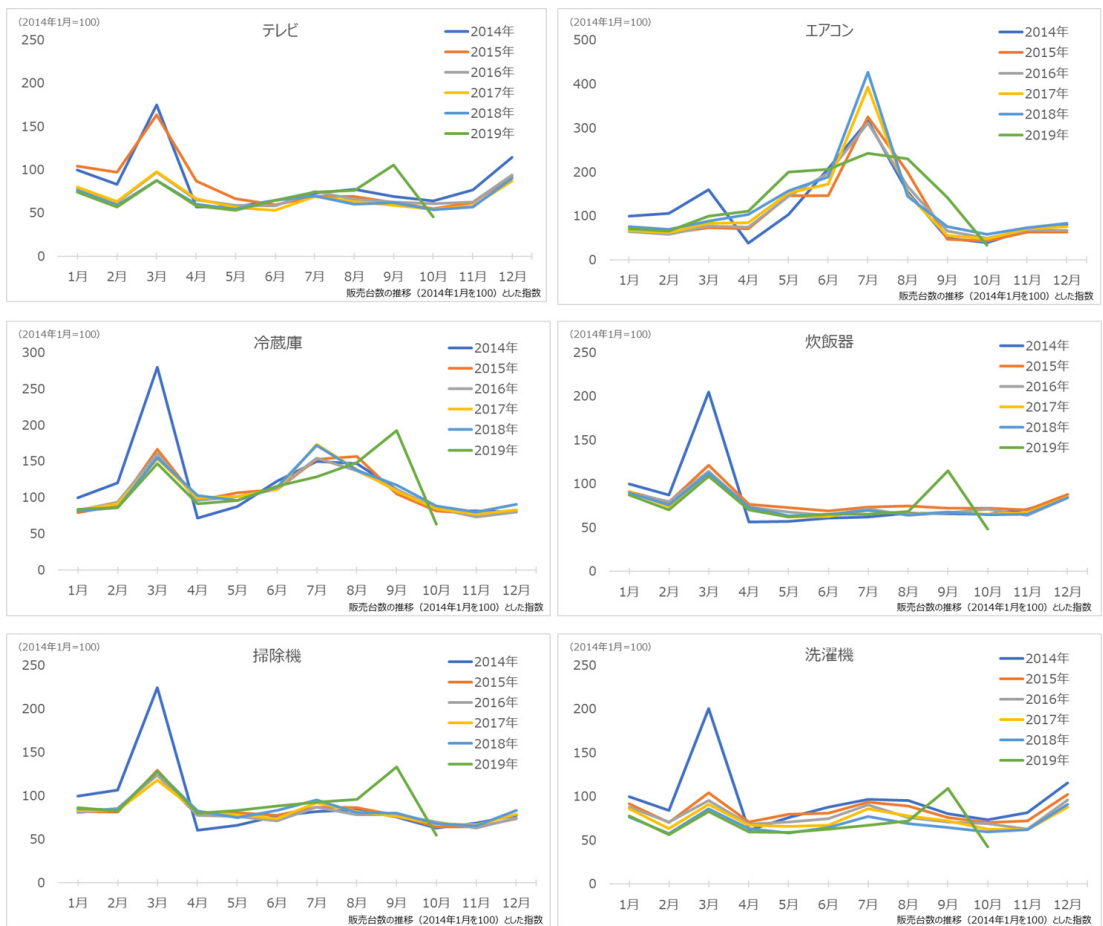 （2014年1月=100）
テレビ
250
200
150
100
50
0
2014年
2015年
2016年
2017年
2018年
2019年
1月 2月 3月 4月 5月 6月 7月 8月 9月 10月 11月 12月
販売台数の推移（2014年1月を100）とした指数
（2014年1月=100）
エアコン
500
400
300
200
100
0
2014年
2015年
2016年
2017年
2018年
2019年
1月 2月 3月 4月 5月 6月 7月 8月 9月 10月 11月 12月
販売台数の推移（2014年1月を100）とした指数
（2014年1月=100）
冷蔵庫
300
250
200
150
100
50
0
2014年
2015年
2016年
2017年
2018年
2019年
1月 2月 3月 4月 5月 6月 7月 8月 9月 10月 11月 12月
販売台数の推移（2014年1月を100）とした指数
（2014年1月=100）
炊飯器
250
200
150
100
50
0
2014年
2015年
2016年
2017年
2018年
2019年
1月 2月 3月 4月 5月 6月 7月 8月 9月 10月 11月 12月
販売台数の推移（2014年1月を100）とした指数
（2014年1月=100）
掃除機
250
200
150
100
50
0
2014年
2015年
2016年
2017年
2018年
2019年
1月 2月 3月 4月 5月 6月 7月 8月 9月 10月 11月 12月
販売台数の推移（2014年1月を100）とした指数
（2014年1月=100）
洗濯機
250
200
150
100
50
0
2014年
2015年
2016年
2017年
2018年
2019年
1月 2月 3月 4月 5月 6月 7月 8月 9月 10月 11月 12月
販売台数の推移（2014年1月を100）とした指数